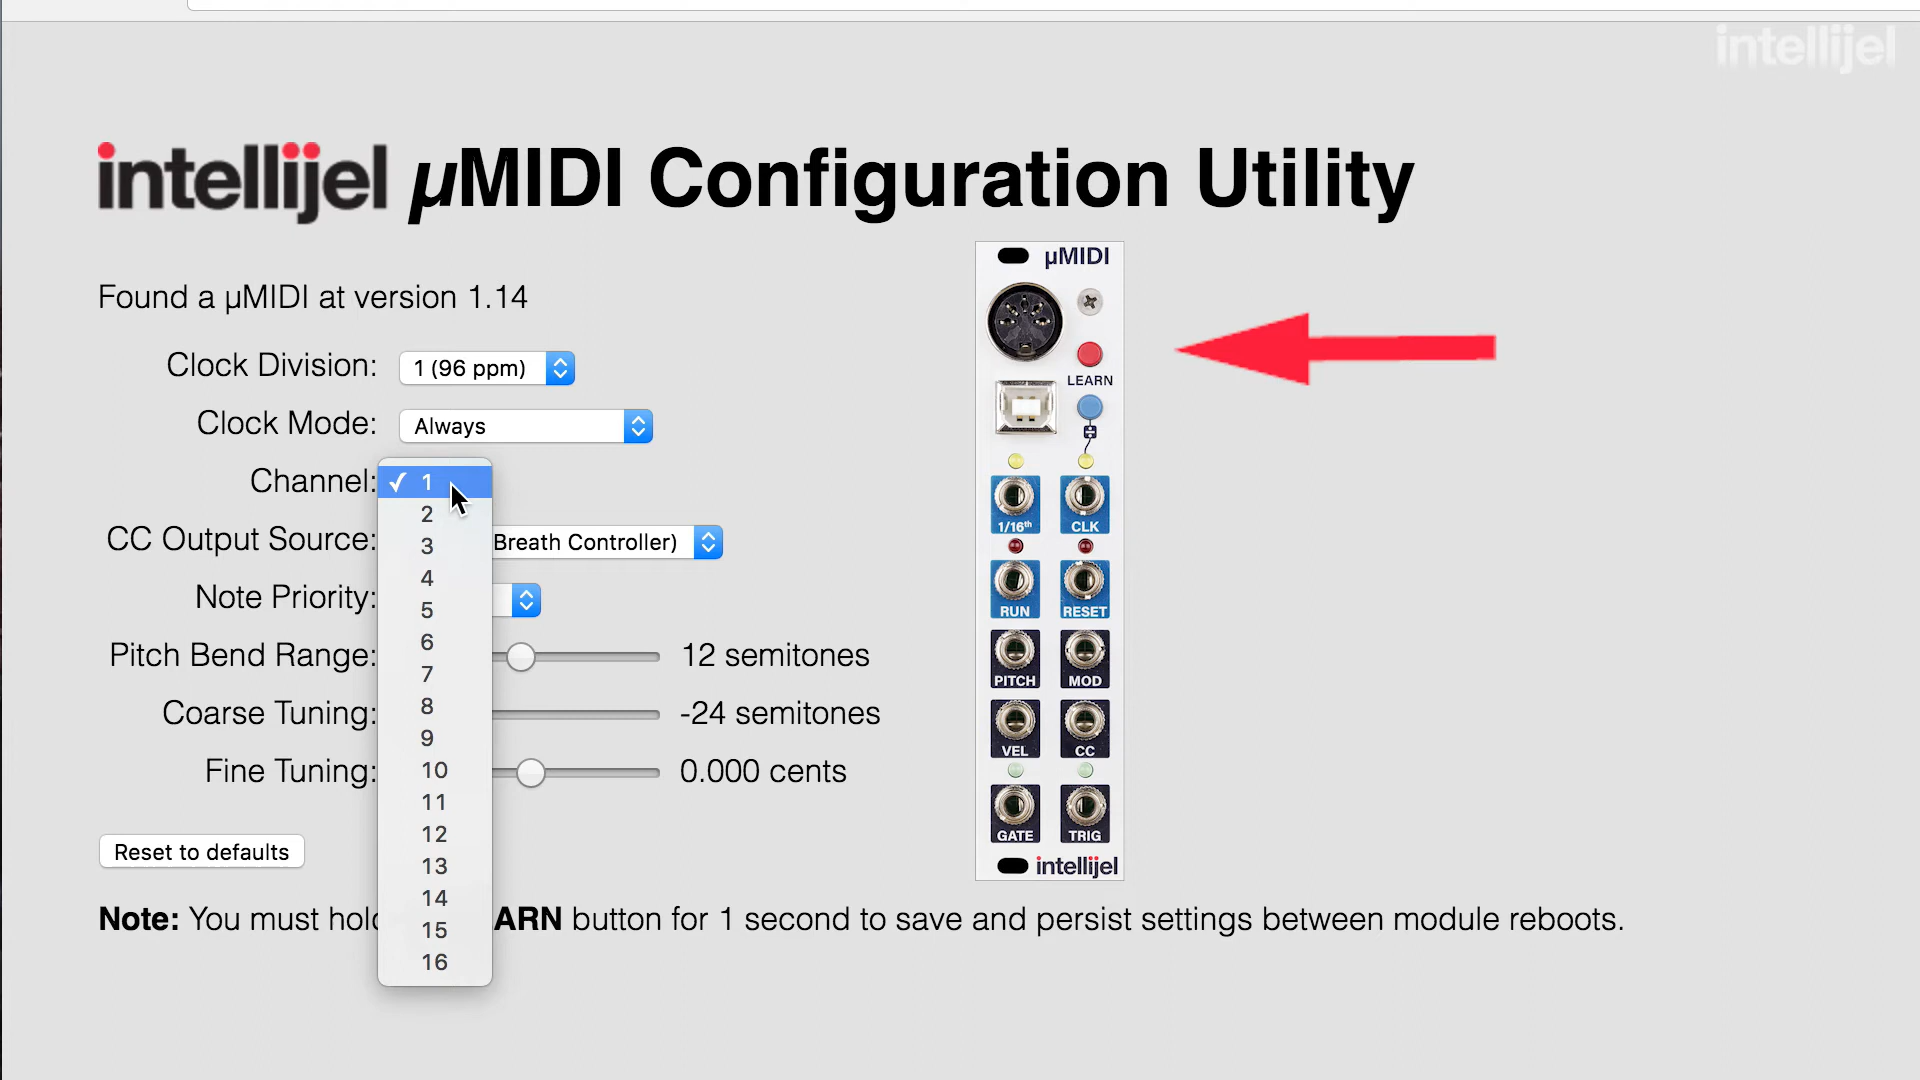 intellijel
intellijel µMIDI Configuration Utility
Found a µMIDI at version 1.14
Clock Division: 1 (96 ppm)
Clock Mode: Always
Channel: ✓ 1
2
3
4
5
6
7
8
9
10
11
12
13
14
15
16
CC Output Source: Breath Controller)
Note Priority:
Pitch Bend Range: 12 semitones
Coarse Tuning: -24 semitones
Fine Tuning: 0.000 cents
Reset to defaults
Note: You must hold ARN button for 1 second to save and persist settings between module reboots.
µMIDI
LEARN
1/16th CLK
RUN RESET
PITCH MOD
VEL CC
GATE TRIG
intellijel